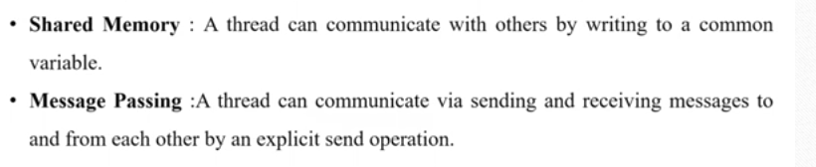 • Shared Memory : A thread can communicate with others by writing to a common
variable.
• Message Passing :A thread can communicate via sending and receiving messages to
and from each other by an explicit send operation.